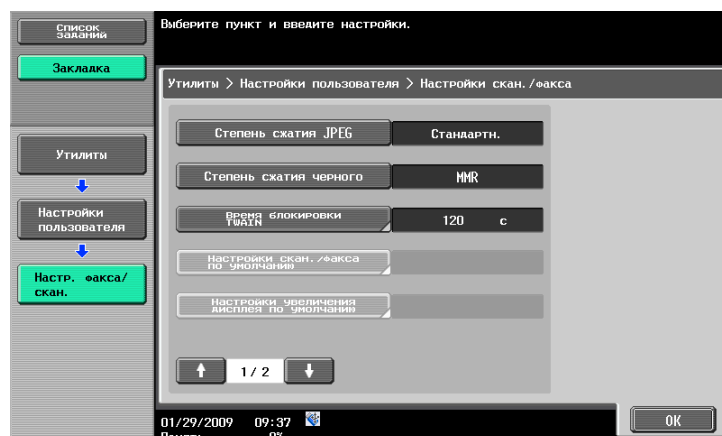 Список
заданий
Закладка
Утилиты
Настройки
пользователя
Настр. факса/
скан.
Выберите пункт и введите настройки.
Утилиты > Настройки пользователя > Настройки скан./факса
Степень сжатия JPEG
Стандартн.
Степень сжатия черного
MMR
Время блокировки
TWAIN
120 с
Настройки скан./факса
по умолчанию
Настройки увеличения
дисплея по умолчанию
1/ 2
01/29/2009 09:37
OK